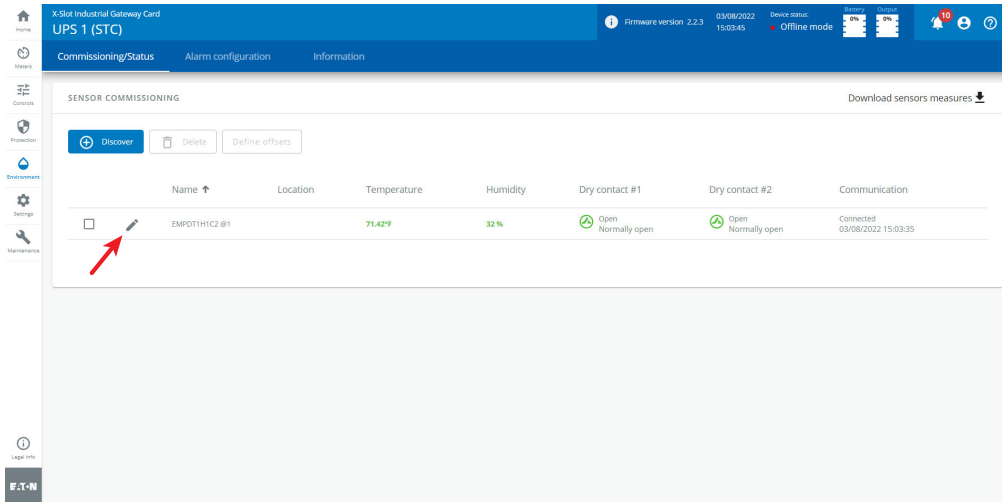 X-Slot Industrial Gateway Card
UPS 1 (STC)
Firmware version 2.2.3
03/08/2022
15:03:45
Device status:
Offline mode
Battery
0%
Output
0%
10
Home
Meters
Controls
Protection
Environment
Settings
Maintenance
Legal info
EATON
Commissioning/Status
Alarm configuration
Information
SENSOR COMMISSIONING
Download sensors measures
Discover
Delete
Define offsets
Name
Location
Temperature
Humidity
Dry contact #1
Dry contact #2
Communication
EMPDT1H1C2 @1
71.42°F
32 %
Open
Normally open
Open
Normally open
Connected
03/08/2022 15:03:35